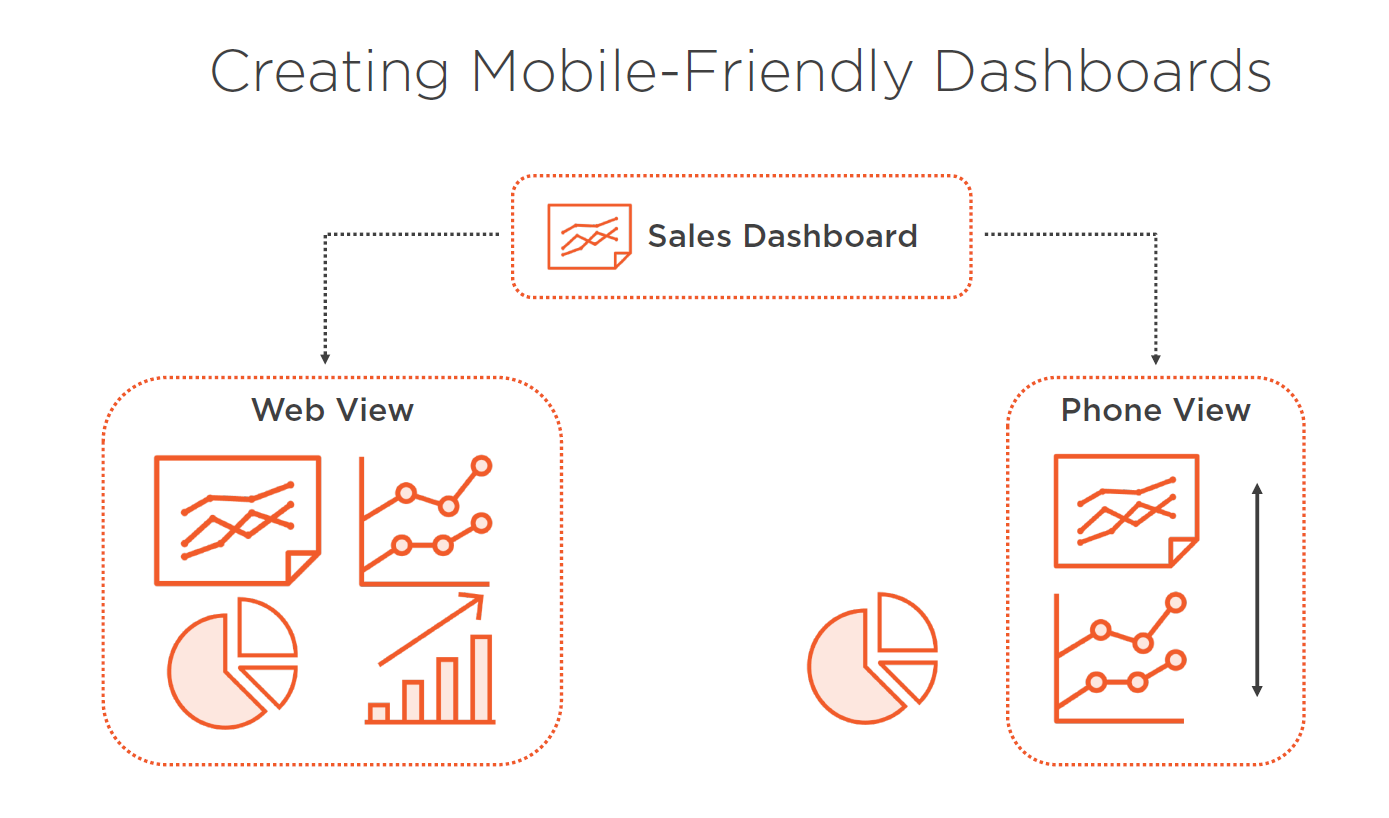 Creating Mobile-Friendly Dashboards
Sales Dashboard
Web View
Phone View